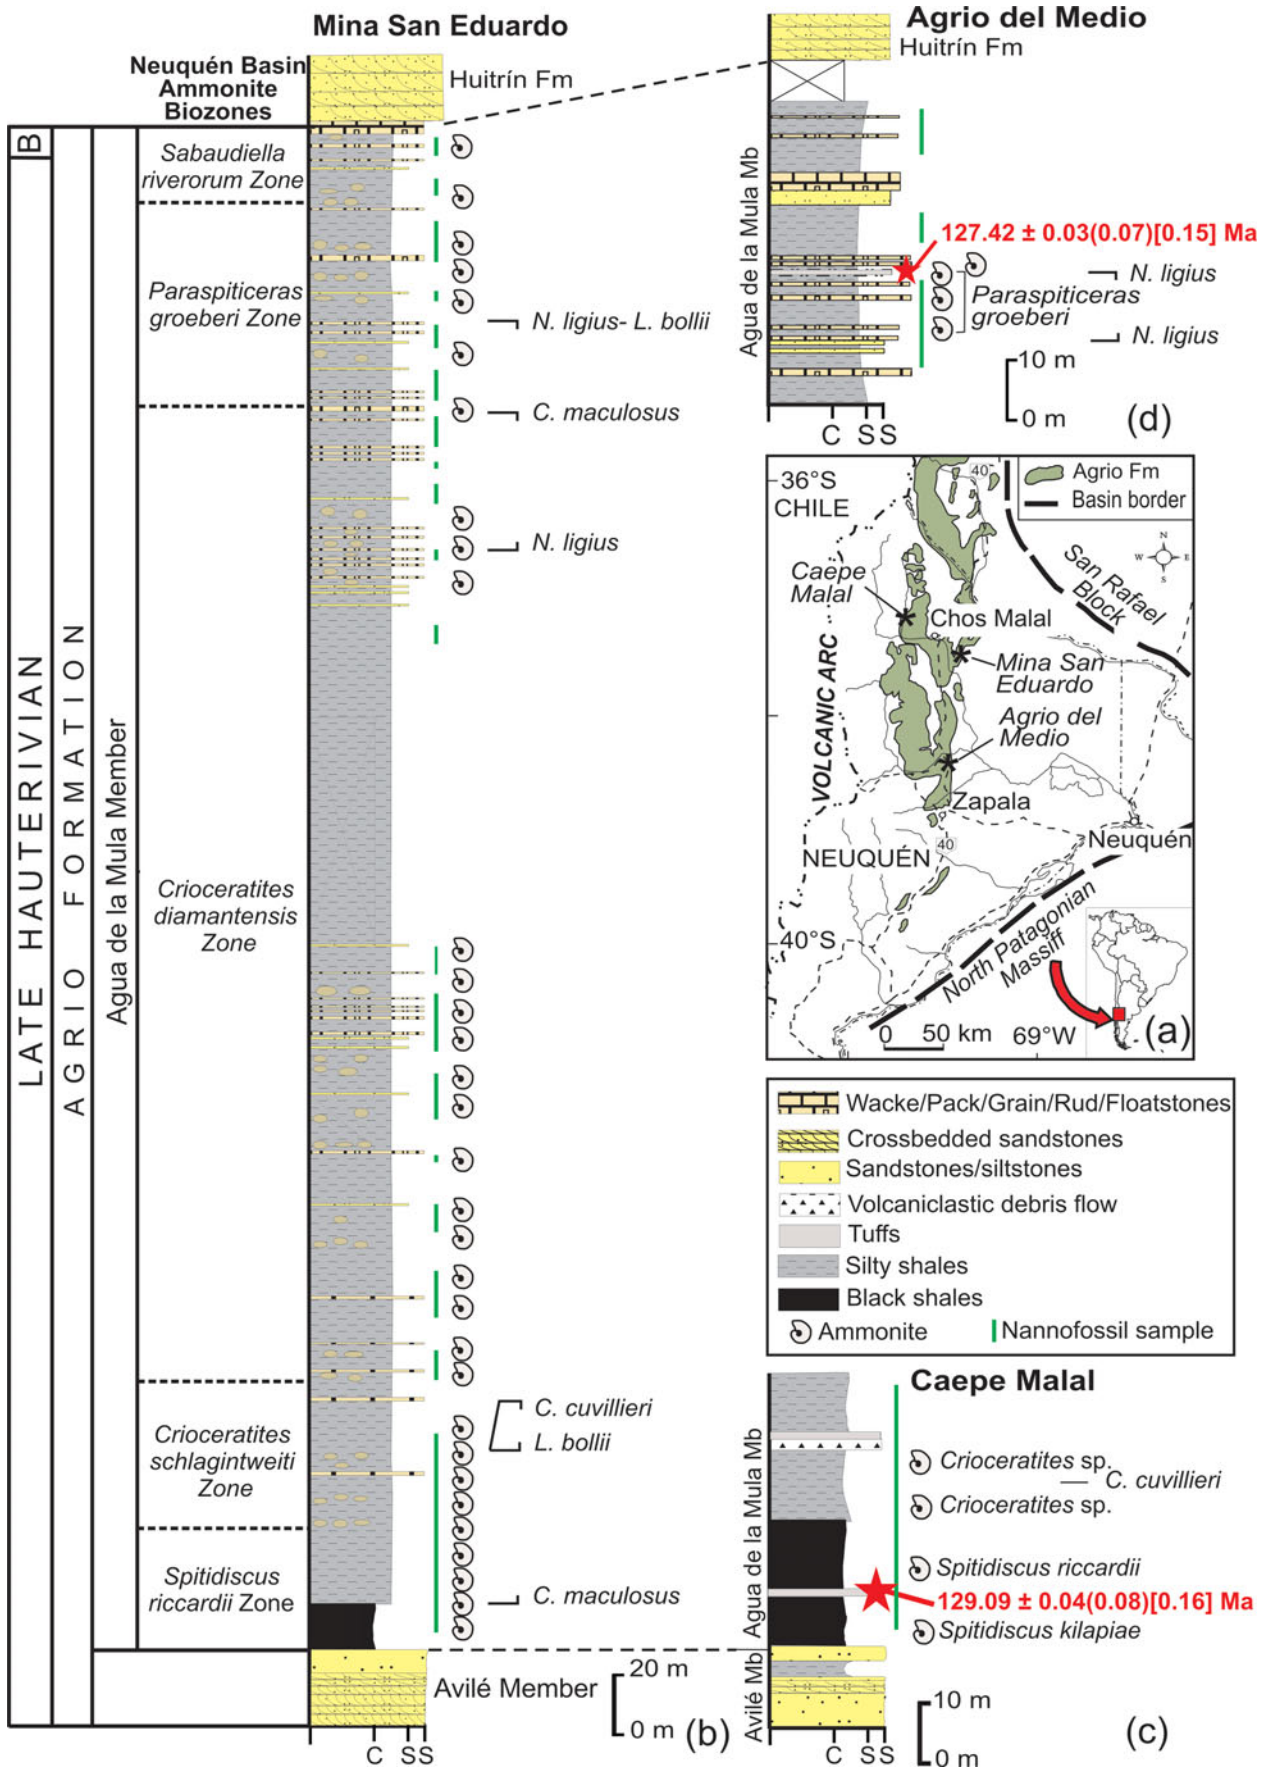 Mina San Eduardo
Neuquén Basin
Ammonite
Biozones
Huitrín Fm
B
LATE HAUTERIVIAN
AGRIO FORMATION
Agua de la Mula Member
Sabaudiella
riverorum Zone
Paraspiticeras
groeberi Zone
Crioceratites
diamantensis
Zone
Crioceratites
schlagintweiti
Zone
Spitidiscus
riccardii Zone
N. ligius- L. bollii
C. maculosus
N. ligius
C. cuvillieri
L. bollii
C. maculosus
Avilé Member
20 m
0 m
(b)
C S S
Agrio del Medio
Huitrín Fm
Agua de la Mula Mb
127.42 ± 0.03(0.07)[0.15] Ma
N. ligius
Paraspiticeras
groeberi
N. ligius
10 m
0 m
C S S
(d)
36°S
CHILE
40
Agrio Fm
Basin border
N
W E
S
San Rafael
Block
Caepe
Malal
Chos Malal
VOLCANIC ARC
Mina San
Eduardo
Agrio del
Medio
Zapala
40
NEUQUÉN
Neuquén
40°S
North Patagonian
Massiff
0 50 km
69°W
(a)
Wacke/Pack/Grain/Rud/Floatstones
Crossbedded sandstones
Sandstones/siltstones
Volcaniclastic debris flow
Tuffs
Silty shales
Black shales
Ammonite
Nannofossil sample
Caepe Malal
Agua de la Mula Mb
Avilé Mb
Crioceratites sp.
C. cuvillieri
Crioceratites sp.
Spitidiscus riccardii
129.09 ± 0.04(0.08)[0.16] Ma
Spitidiscus kilapiae
10 m
0 m
C S S
(c)